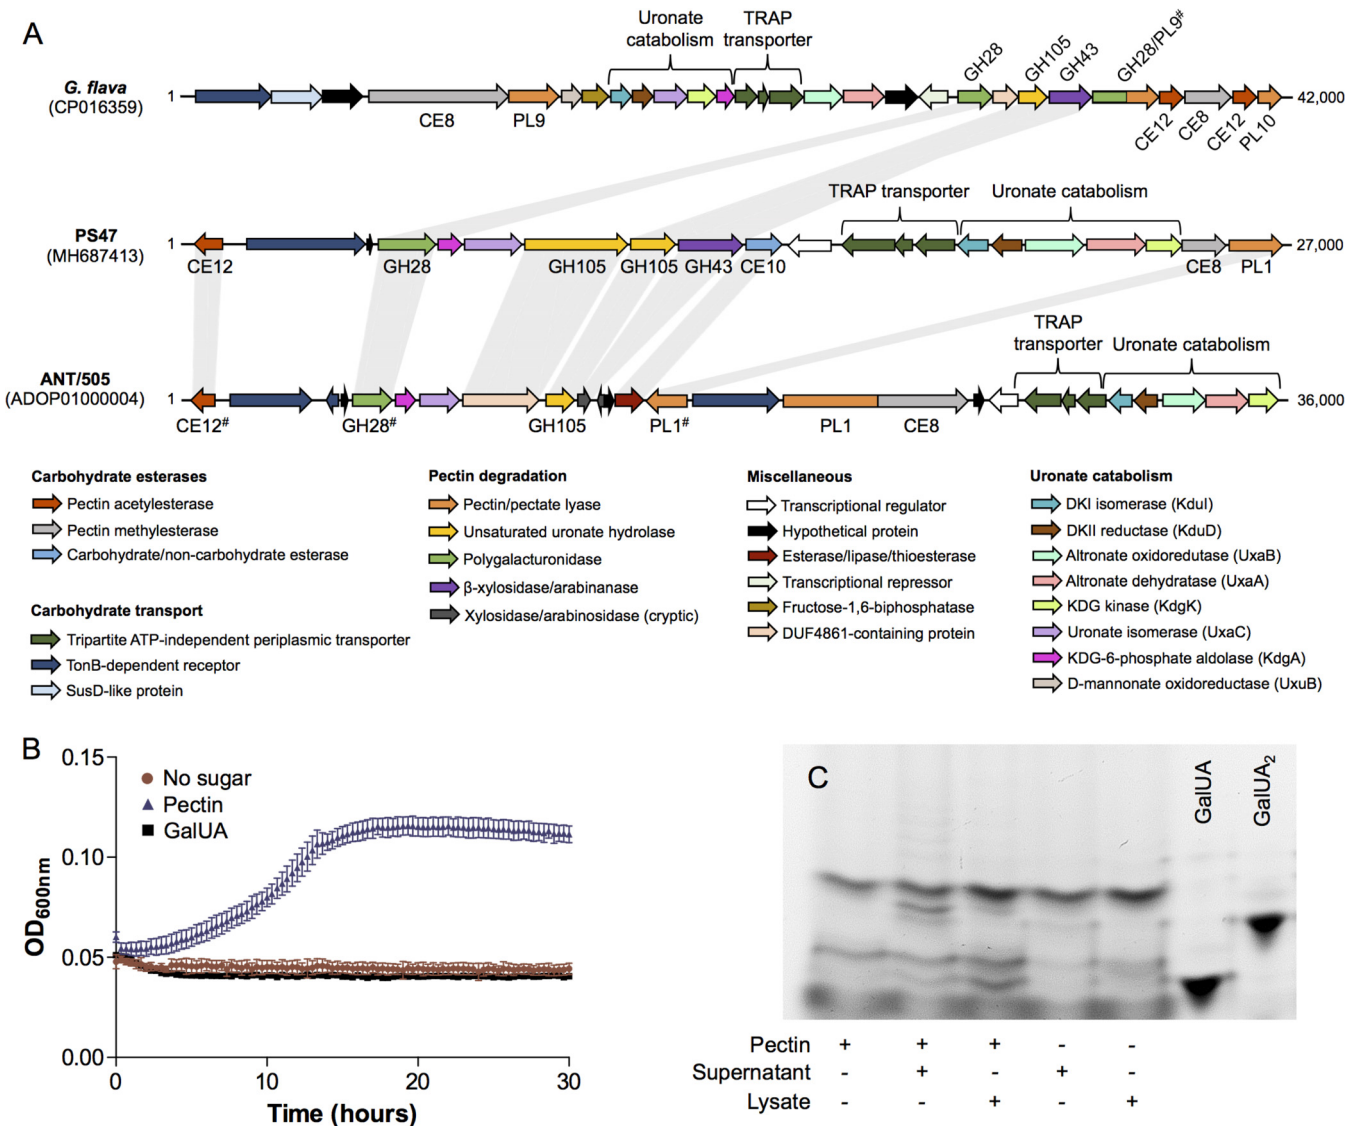 A
Uronate catabolism
TRAP transporter
GH28
GH105
GH43
GH28/PL9#
G. flava
(CP016359)
1
42,000
CE8
PL9
CE12
CE8
CE12
PL10
TRAP transporter
Uronate catabolism
PS47
(MH687413)
1
27,000
CE12
GH28
GH105
GH105
GH43
CE10
CE8
PL1
TRAP transporter
Uronate catabolism
ANT/505
(ADOP01000004)
1
36,000
CE12#
GH28#
GH105
PL1#
PL1
CE8
Carbohydrate esterases
Pectin acetylesterase
Pectin methylesterase
Carbohydrate/non-carbohydrate esterase
Carbohydrate transport
Tripartite ATP-independent periplasmic transporter
TonB-dependent receptor
SusD-like protein
Pectin degradation
Pectin/pectate lyase
Unsaturated uronate hydrolase
Polygalacturonidase
β-xylosidase/arabinanase
Xylosidase/arabinosidase (cryptic)
Miscellaneous
Transcriptional regulator
Hypothetical protein
Esterase/lipase/thioesterase
Transcriptional repressor
Fructose-1,6-biphosphatase
DUF4861-containing protein
Uronate catabolism
DKI isomerase (KduI)
DKII reductase (KduD)
Altronate oxidoredutase (UxaB)
Altronate dehydratase (UxaA)
KDG kinase (KdgK)
Uronate isomerase (UxaC)
KDG-6-phosphate aldolase (KdgA)
D-mannonate oxidoreductase (UxuB)
B
0.15
0.10
0.05
0.00
OD600nm
No sugar
Pectin
GalUA
0 10 20 30
Time (hours)
C
GalUA
GalUA2
Pectin + + + - -
Supernatant - + - + -
Lysate - - + - +